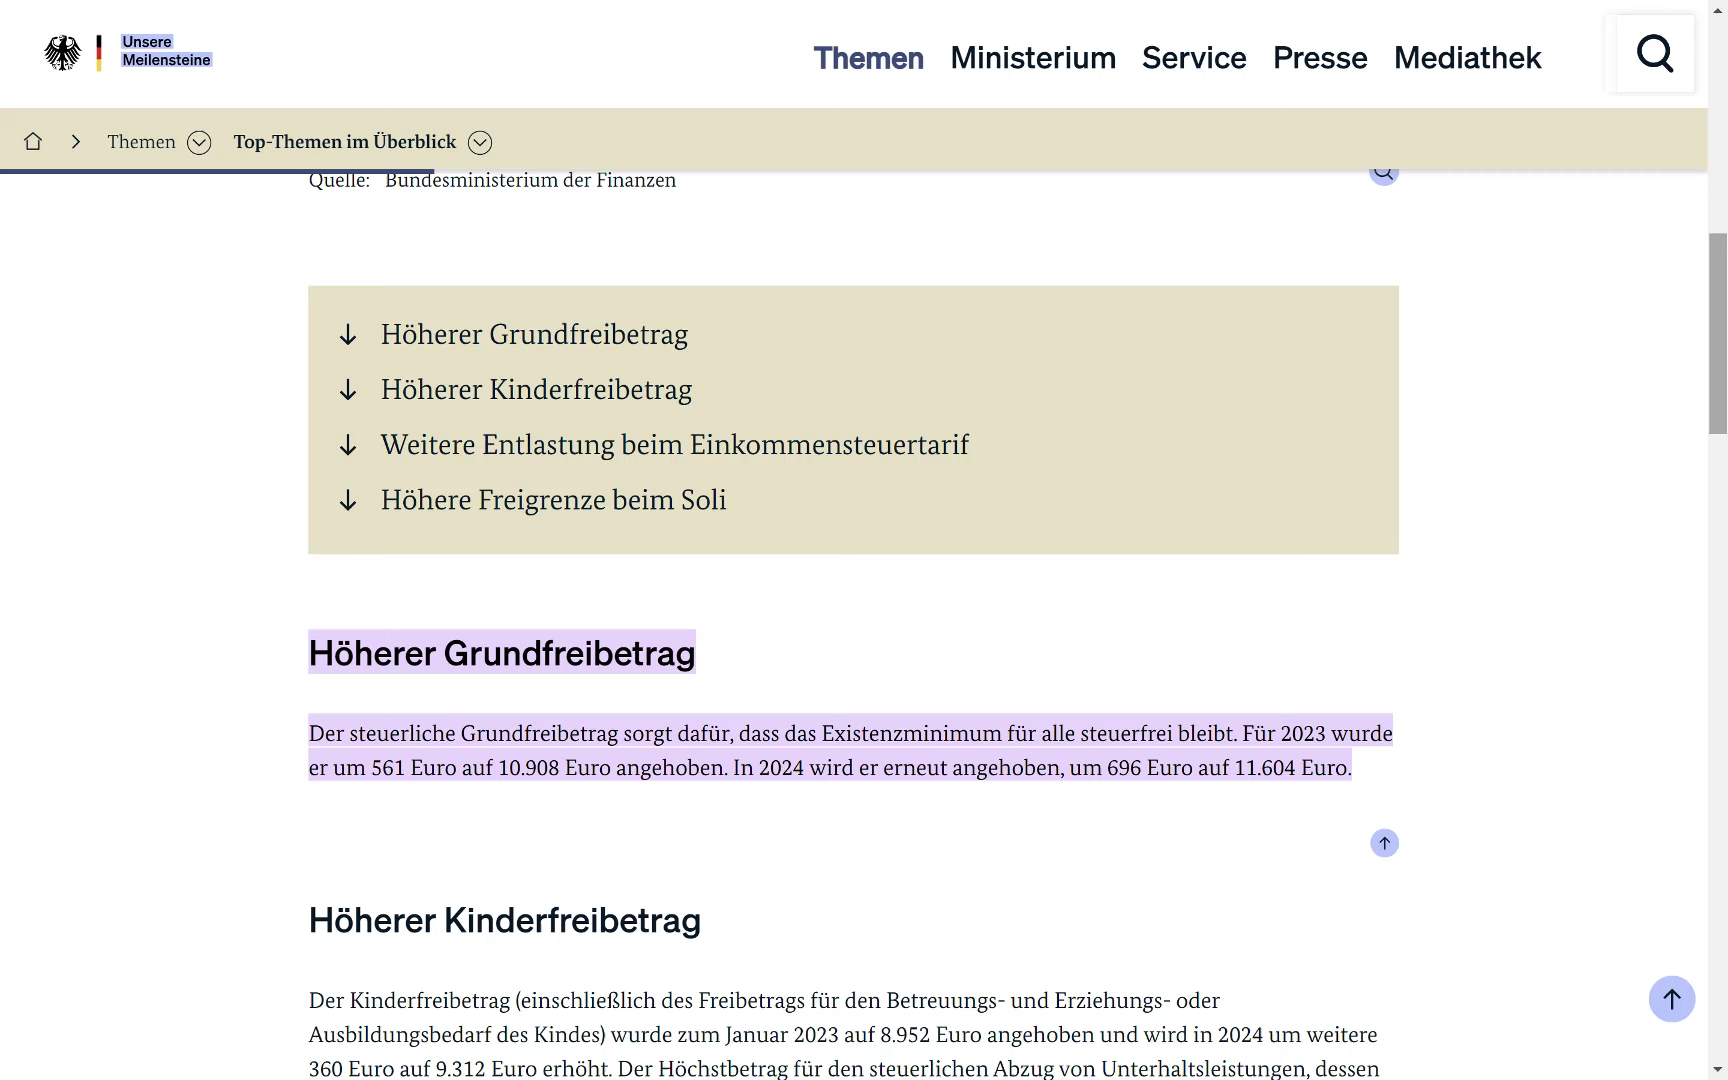 Unsere
Meilensteine
Themen Ministerium Service Presse Mediathek
Themen Top-Themen im Überblick
Quelle: Bundesministerium der Finanzen
Höherer Grundfreibetrag
Höherer Kinderfreibetrag
Weitere Entlastung beim Einkommensteuertarif
Höhere Freigrenze beim Soli
Höherer Grundfreibetrag
Der steuerliche Grundfreibetrag sorgt dafür, dass das Existenzminimum für alle steuerfrei bleibt. Für 2023 wurde
er um 561 Euro auf 10.908 Euro angehoben. In 2024 wird er erneut angehoben, um 696 Euro auf 11.604 Euro.
Höherer Kinderfreibetrag
Der Kinderfreibetrag (einschließlich des Freibetrags für den Betreuungs- und Erziehungs- oder
Ausbildungsbedarf des Kindes) wurde zum Januar 2023 auf 8.952 Euro angehoben und wird in 2024 um weitere
360 Euro auf 9.312 Euro erhöht. Der Höchstbetrag für den steuerlichen Abzug von Unterhaltsleistungen, dessen